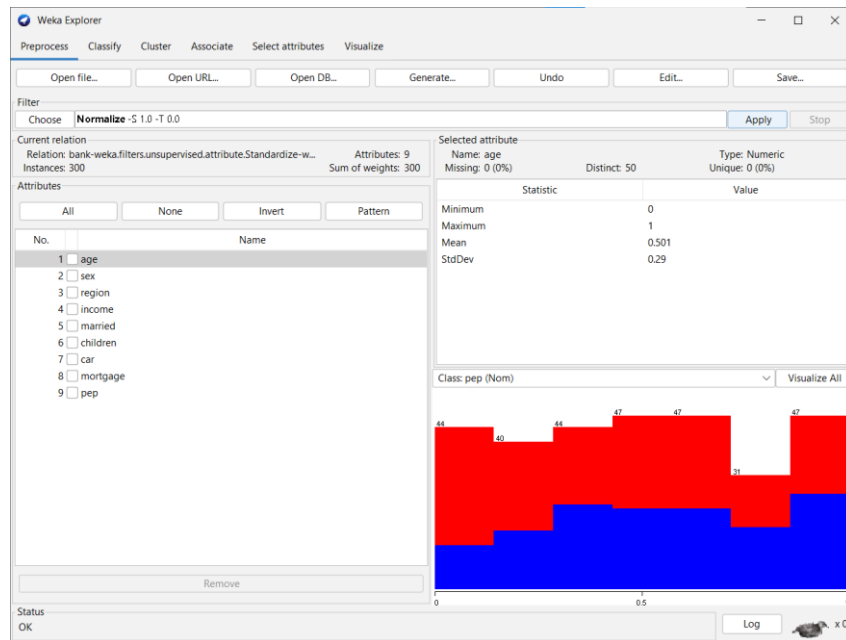 Weka Explorer
Preprocess Classify Cluster Associate Select attributes Visualize
Open file... Open URL... Open DB... Generate... Undo Edit... Save...
Filter
Choose Normalize -S 1.0 -T 0.0 Apply Stop
Current relation
Relation: bank-weka.filters.unsupervised.attribute.Standardize-w... Attributes: 9
Instances: 300 Sum of weights: 300
Attributes
All None Invert Pattern
No. Name
1 age
2 sex
3 region
4 income
5 married
6 children
7 car
8 mortgage
9 pep
Remove
Selected attribute
Name: age Type: Numeric
Missing: 0 (0%) Distinct: 50 Unique: 0 (0%)
Statistic Value
Minimum 0
Maximum 1
Mean 0.501
StdDev 0.29
Class: pep (Nom) Visualize All
44 40 44 47 47 31 47
0 0.5
Status
OK
Log x 0